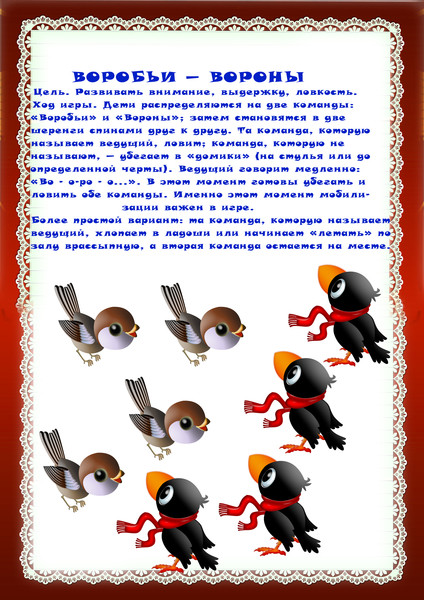 ВОРОБЬИ – ВОРОНЫ
Цель. Развивать внимание, выдержку, ловкость.
Ход игры. Дети распределяются на две команды:
«Воробьи» и «Вороны»; затем становятся в две
шеренги спинами друг к другу. Та команда, которую
называет ведущий, ловит; команда, которую не
называют, – убегает в «домики» (на стулья или до
определенной черты). Ведущий говорит медленно:
«Во - о-ро - о...». В этот момент готовы убегать и
ловить обе команды. Именно этот момент мобили-
зации важен в игре.
Более простой вариант: та команда, которую называет
ведущий, хлопает в ладоши или начинает «летать» по
залу врассыпную, а вторая команда остается на месте.